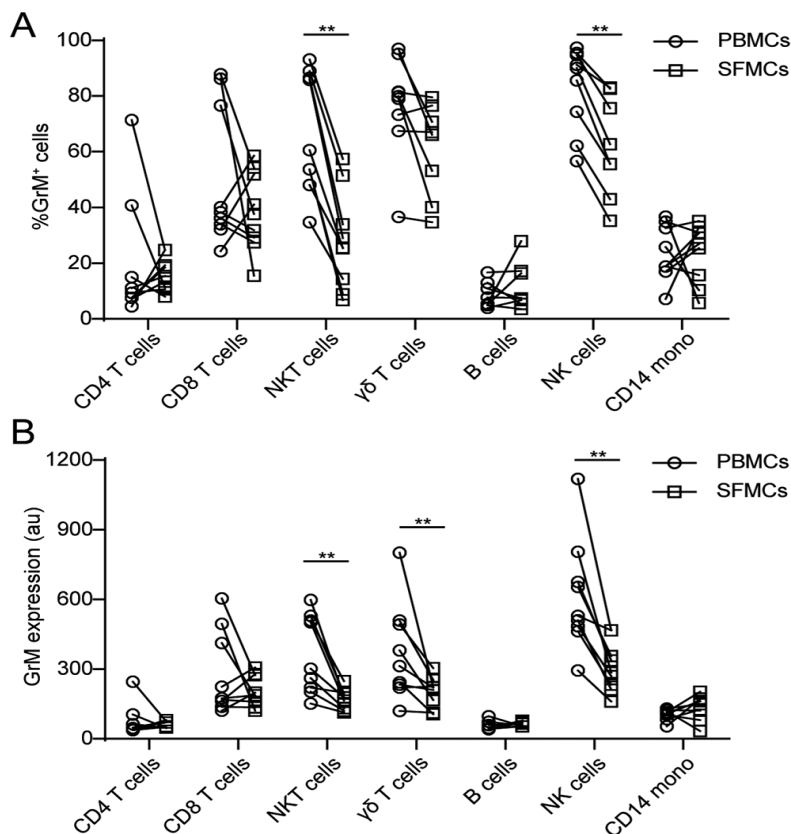 A
**
**
PBMCs
SFMCs
%GrM+ cells
100
80
60
40
20
0
CD4 T cells
CD8 T cells
NKT cells
γδ T cells
B cells
NK cells
CD14 mono
B
**
**
**
PBMCs
SFMCs
GrM expression (au)
1200
900
600
300
0
CD4 T cells
CD8 T cells
NKT cells
γδ T cells
B cells
NK cells
CD14 mono